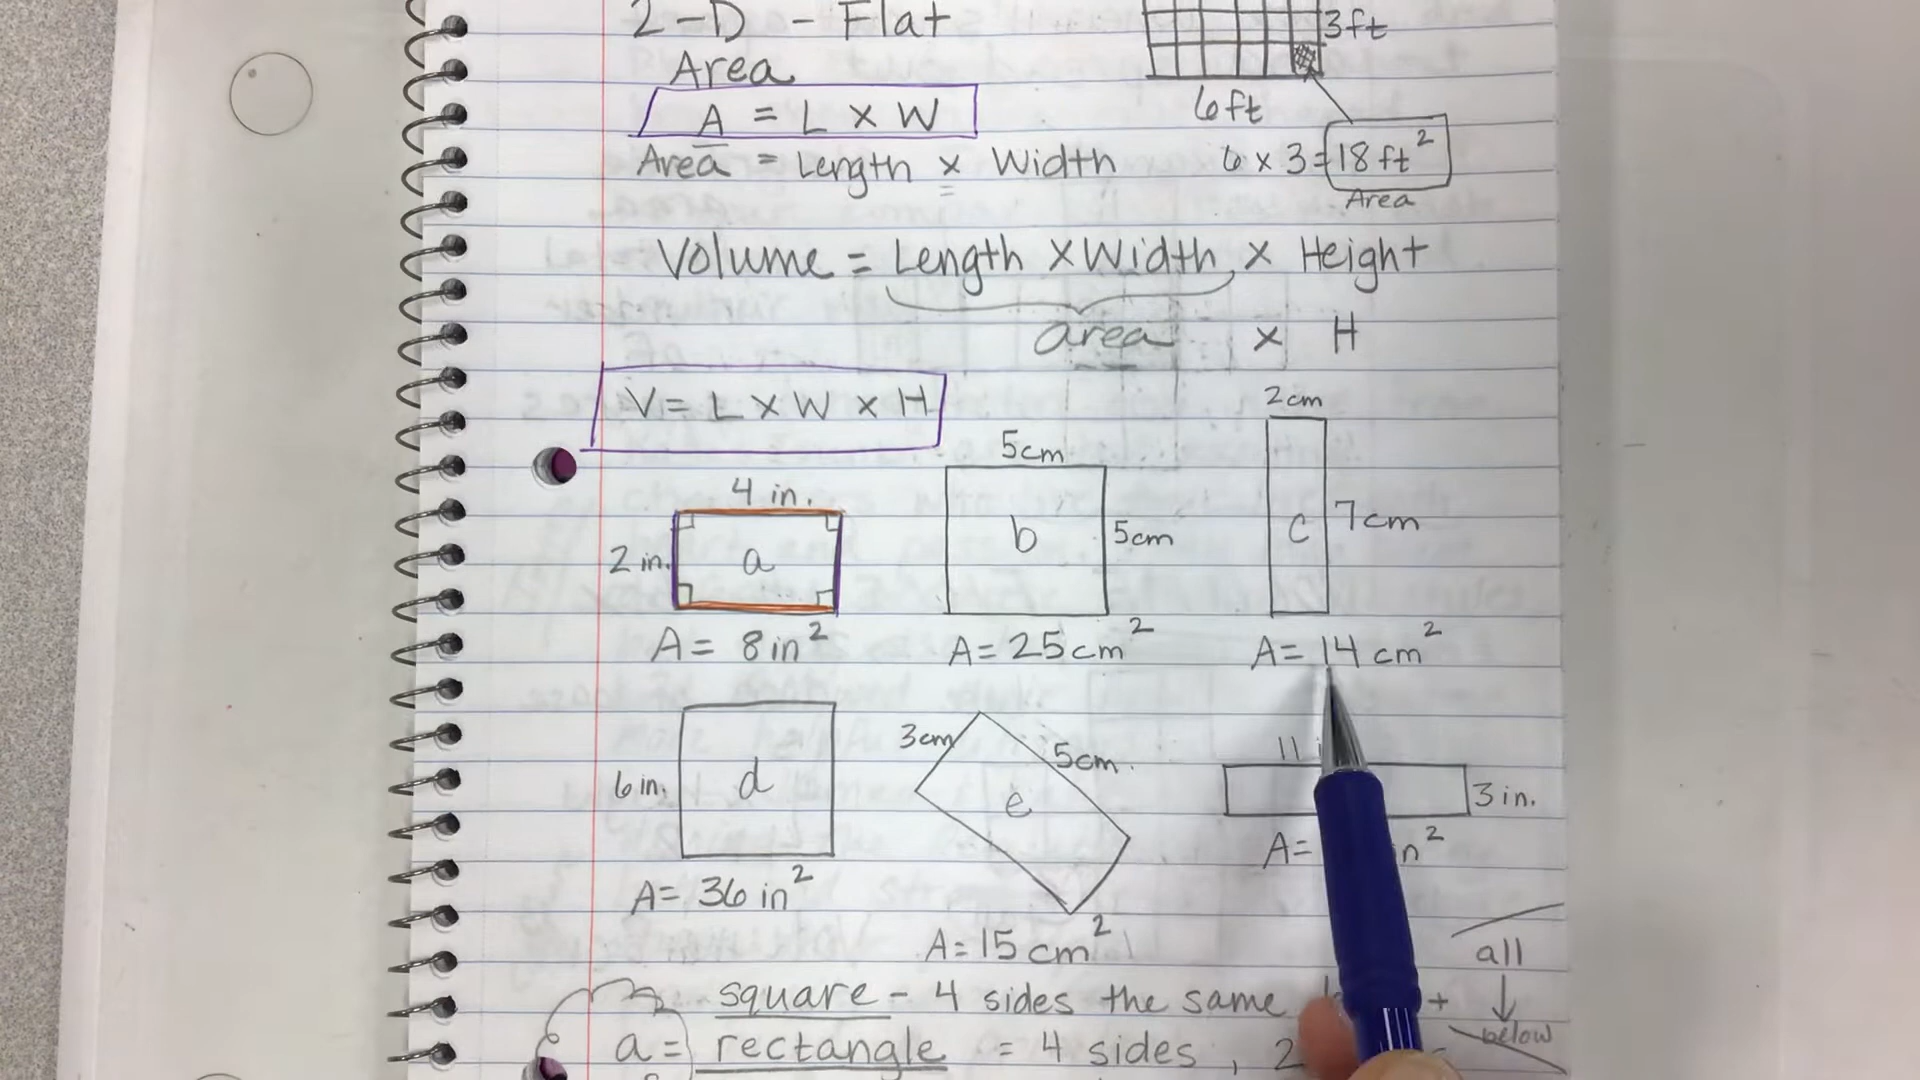 2-D - Flat
3ft
Area
6ft
A = L x W
Area = Length x Width
6 x 3 = 18 ft²
Area
Volume = Length x Width x Height
area x H
V = L x W x H
2cm
5cm
4 in.
7cm
2 in.
a
b
5cm
c
A = 8 in²
A = 25 cm²
A = 14 cm²
3cm
5cm.
11
6 in.
d
e
3 in.
A = in²
A = 36 in²
A = 15 cm²
all
square - 4 sides the same +
below
a = rectangle = 4 sides, 2